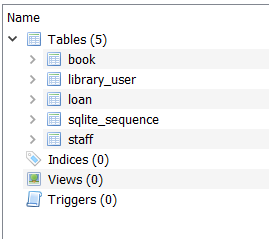 Name
Tables (5)
book
library_user
loan
sqlite_sequence
staff
Indices (0)
Views (0)
Triggers (0)